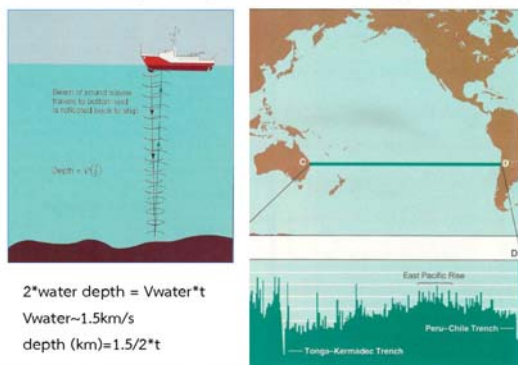 Beam of sound waves
travels to bottom and
is reflected back to ship
Depth = V(t/2)
2*water depth = Vwater*t
Vwater~1.5km/s
depth (km)=1.5/2*t
C
D
D
East Pacific Rise
Peru-Chile Trench
Tonga-Kermadec Trench